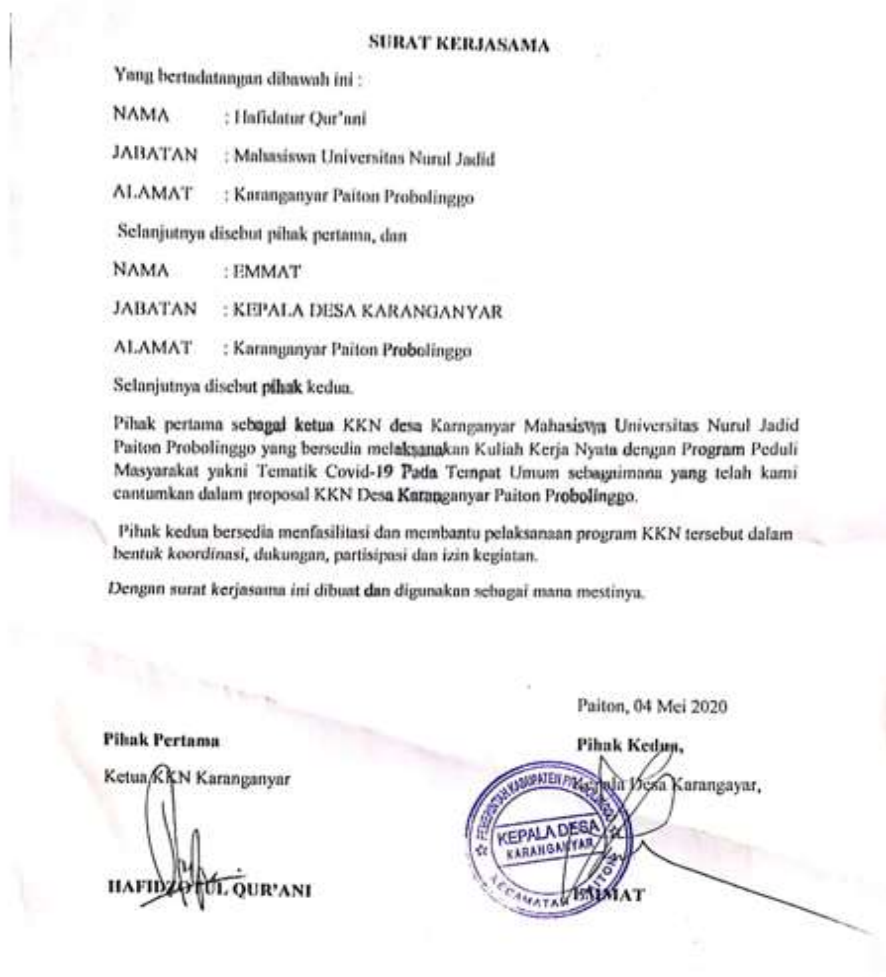 SURAT KERJASAMA
Yang bertadatangan dibawah ini :
NAMA : Hafidatur Qur'ani
JABATAN : Mahasiswa Universitas Nurul Jadid
ALAMAT : Karanganyar Paiton Probolinggo
Selanjutnya disebut pihak pertama, dan
NAMA : EMMAT
JABATAN : KEPALA DESA KARANGANYAR
ALAMAT : Karanganyar Paiton Probolinggo
Selanjutnya disebut pihak kedua.
Pihak pertama sebagai ketua KKN desa Karnganyar Mahasiswa Universitas Nurul Jadid
Paiton Probolinggo yang bersedia melaksanakan Kuliah Kerja Nyata dengan Program Peduli
Masyarakat yakni Tematik Covid-19 Pada Tempat Umum sebagaimana yang telah kami
cantumkan dalam proposal KKN Desa Karanganyar Paiton Probolinggo.
Pihak kedua bersedia menfasilitasi dan membantu pelaksanaan program KKN tersebut dalam
bentuk koordinasi, dukungan, partisipasi dan izin kegiatan.
Dengan surat kerjasama ini dibuat dan digunakan sebagai mana mestinya.
Paiton, 04 Mei 2020
Pihak Pertama
Pihak Kedua,
Ketua KKN Karanganyar
Kepala Desa Karangayar,
PEMERINTAH KABUPATEN PROBOLINGGO
KEPALA DESA
KARANGANYAR
KECAMATAN PAITON
HAFIDZOTUL QUR'ANI
EMMAT